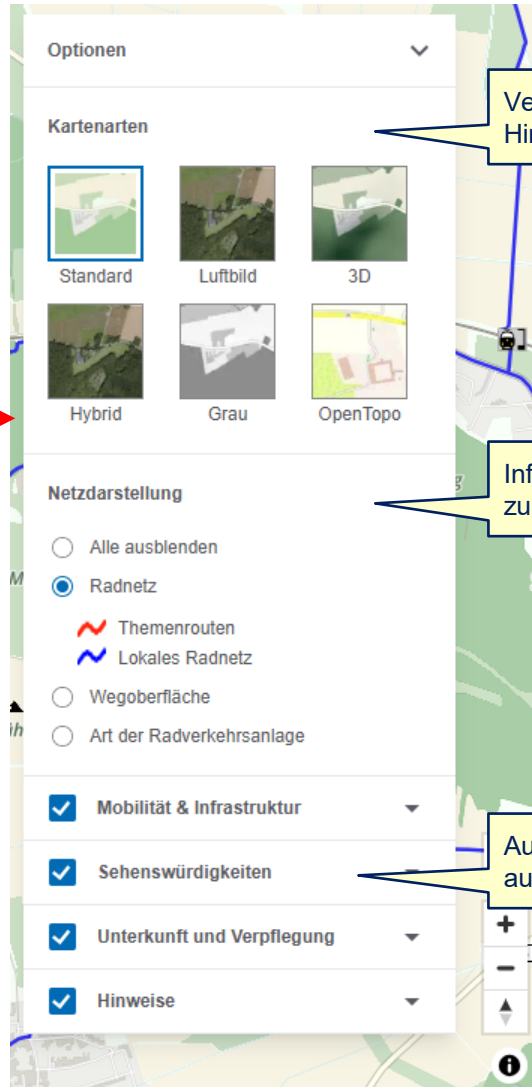 Optionen
Kartenarten
Standard Luftbild 3D
Hybrid Grau OpenTopo
Netzdarstellung
Alle ausblenden
Radnetz
Themenrouten
Lokales Radnetz
Wegoberfläche
Art der Radverkehrsanlage
Mobilität & Infrastruktur
Sehenswürdigkeiten
Unterkunft und Verpflegung
Hinweise
zu